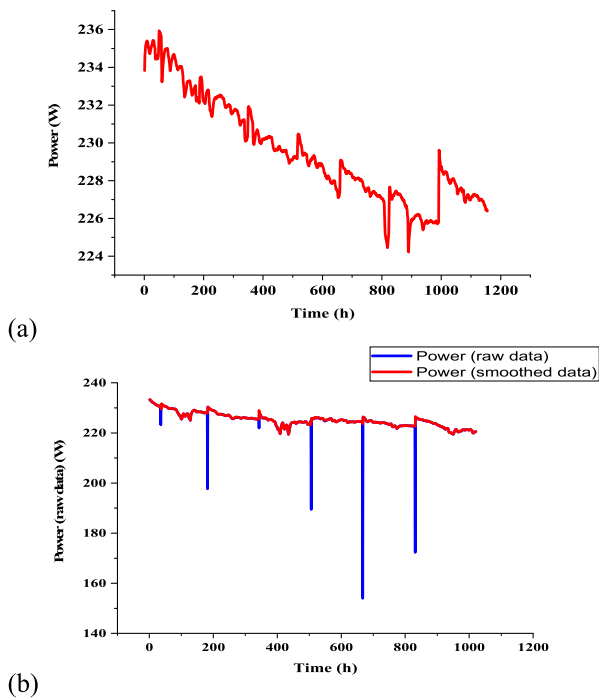 236
234
232
230
228
226
224
Power (W)
0 200 400 600 800 1000 1200
Time (h)
(a)
Power (raw data)
Power (smoothed data)
240
220
200
180
160
140
Power (raw data) (W)
0 200 400 600 800 1000 1200
Time (h)
(b)